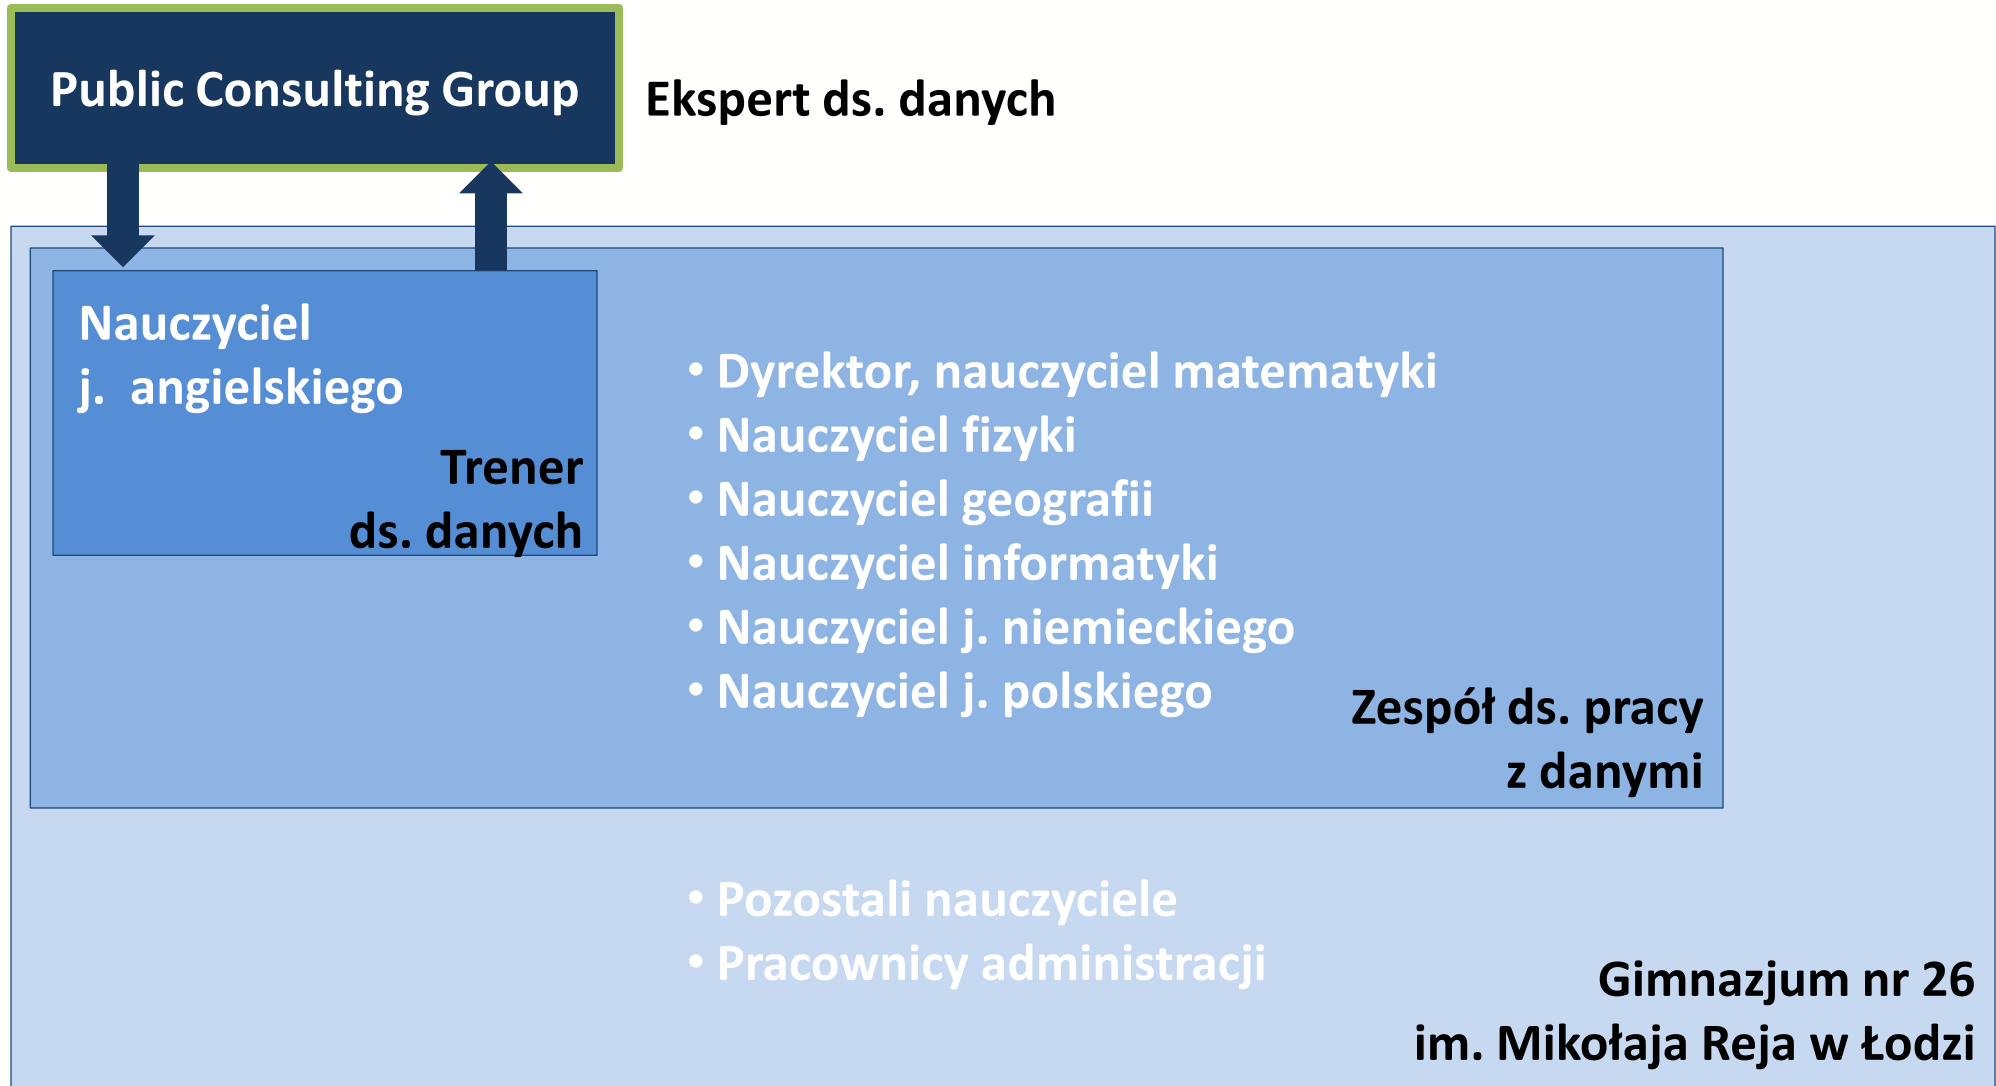 Public Consulting Group
Ekspert ds. danych
Nauczyciel
j. angielskiego
Trener
ds. danych
• Dyrektor, nauczyciel matematyki
• Nauczyciel fizyki
• Nauczyciel geografii
• Nauczyciel informatyki
• Nauczyciel j. niemieckiego
• Nauczyciel j. polskiego
Zespół ds. pracy
z danymi
• Pozostali nauczyciele
• Pracownicy administracji
Gimnazjum nr 26
im. Mikołaja Reja w Łodzi